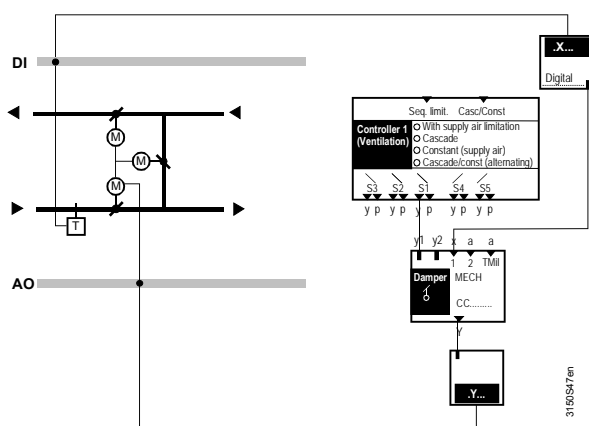 .X...
DI
Digital
Seq. limit. Casc/Const
Controller 1
(Ventilation)
With supply air limitation
Cascade
Constant (supply air)
Cascade/const (alternating)
M
M
M
S3 S2 S1 S4 S5
y p y p y p y p y p
T
y1 y2 x a a
1 2 TMil
Damper MECH
CC.........
AO
Y
.Y...
3150S47en